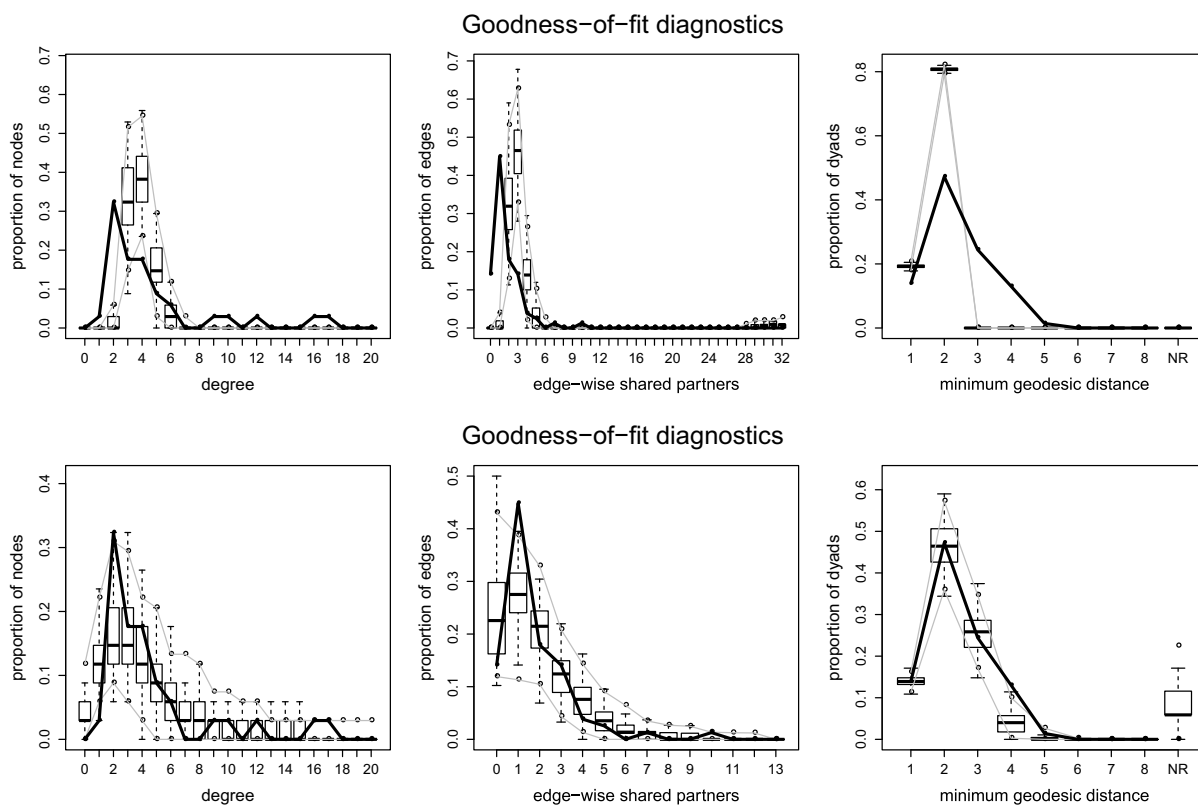 Goodness−of−fit diagnostics
proportion of nodes
0.0 0.1 0.2 0.3 0.4 0.5 0.6 0.7
0 2 4 6 8 10 12 14 16 18 20
degree
proportion of edges
0.0 0.1 0.2 0.3 0.4 0.5 0.6 0.7
0 3 6 9 12 16 20 24 28 32
edge−wise shared partners
proportion of dyads
0.0 0.2 0.4 0.6 0.8
1 2 3 4 5 6 7 8 NR
minimum geodesic distance
Goodness−of−fit diagnostics
proportion of nodes
0.0 0.1 0.2 0.3 0.4
0 2 4 6 8 10 12 14 16 18 20
degree
proportion of edges
0.0 0.1 0.2 0.3 0.4 0.5
0 1 2 3 4 5 6 7 8 9 11 13
edge−wise shared partners
proportion of dyads
0.0 0.1 0.2 0.3 0.4 0.5 0.6
1 2 3 4 5 6 7 8 NR
minimum geodesic distance